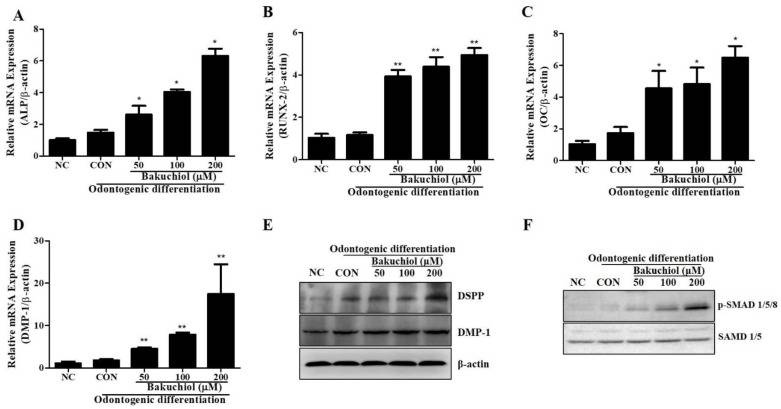 A
Relative mRNA Expression
(ALP/β-actin)
8
6
4
2
0
*
*
*
NC
CON
50
100
200
Bakuchiol (μM)
Odontogenic differentiation
B
Relative mRNA Expression
(RUNX-2/β-actin)
6
4
2
0
**
**
**
NC
CON
50
100
200
Bakuchiol (μM)
Odontogenic differentiation
C
Relative mRNA Expression
(OC/β-actin)
8
6
4
2
0
*
*
*
NC
CON
50
100
200
Bakuchiol (μM)
Odontogenic differentiation
D
Relative mRNA Expression
(DMP-1/β-actin)
30
20
10
0
**
**
**
NC
CON
50
100
200
Bakuchiol (μM)
Odontogenic differentiation
E
Odontogenic differentiation
Bakuchiol (μM)
NC CON 50 100 200
DSPP
DMP-1
β-actin
F
Odontogenic differentiation
Bakuchiol (μM)
NC CON 50 100 200
p-SMAD 1/5/8
SAMD 1/5